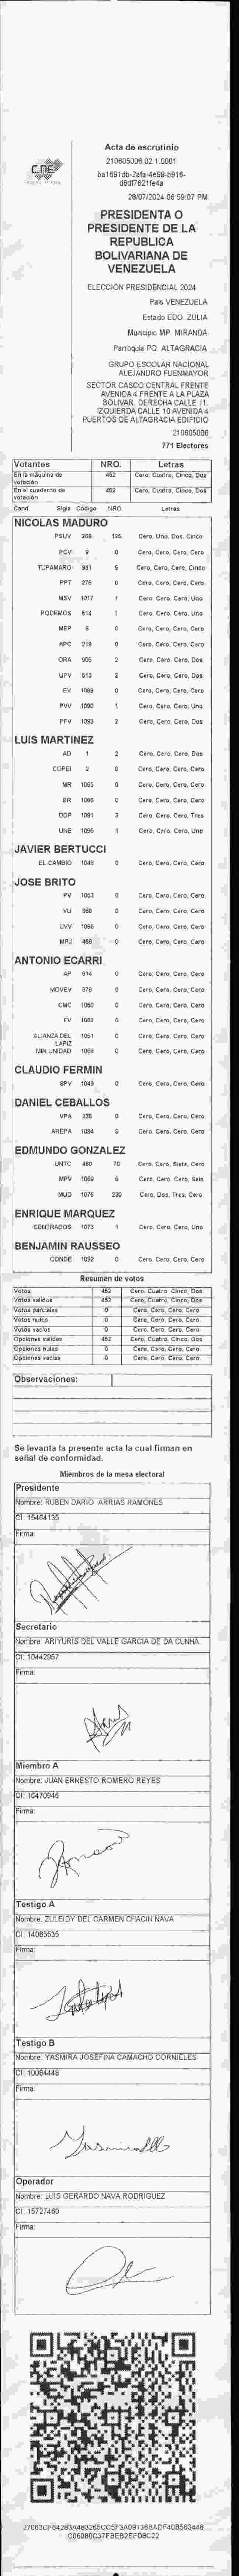 CNE
Acta de escrutinio
210605006.02.1.0001
28/07/2024 06:59:07 PM
PRESIDENTA O
PRESIDENTE DE LA
REPUBLICA
BOLIVARIANA DE
VENEZUELA
ELECCIÓN PRESIDENCIAL 2024
País VENEZUELA
Estado EDO. ZULIA
Municipio MP. MIRANDA
Parroquia PQ. ALTAGRACIA
GRUPO ESCOLAR NACIONAL
ALEJANDRO FUENMAYOR
SECTOR CASCO CENTRAL FRENTE
AVENIDA 4 FRENTE A LA PLAZA
BOLIVAR. DERECHA CALLE 11.
IZQUIERDA CALLE 10 AVENIDA 4
PUERTOS DE ALTAGRACIA EDIFICIO
210605006
771 Electores
Votantes NRO. Letras
En la máquina de votación 452 Cero, Cuatro, Cinco, Dos
En el cuaderno de votación 452 Cero, Cuatro, Cinco, Dos
Cand Sigla Código NRO. Letras
NICOLAS MADURO
PSUV 268 125 Cero, Uno, Dos, Cinco
PCV 9 0 Cero, Cero, Cero, Cero
TUPAMARO 931 5 Cero, Cero, Cero, Cinco
PPT 276 0 Cero, Cero, Cero, Cero
MSV 1017 1 Cero, Cero, Cero, Uno
PODEMOS 614 1 Cero, Cero, Cero, Uno
MEP 6 0 Cero, Cero, Cero, Cero
APC 219 0 Cero, Cero, Cero, Cero
ORA 906 2 Cero, Cero, Cero, Dos
UPV 513 2 Cero, Cero, Cero, Dos
EV 1089 0 Cero, Cero, Cero, Cero
PVV 1090 1 Cero, Cero, Cero, Uno
PFV 1093 2 Cero, Cero, Cero, Dos
LUIS MARTINEZ
AD 1 2 Cero, Cero, Cero, Dos
COPEI 2 0 Cero, Cero, Cero, Cero
MR 1065 0 Cero, Cero, Cero, Cero
BR 1086 0 Cero, Cero, Cero, Cero
DDP 1091 3 Cero, Cero, Cero, Tres
UNE 1095 1 Cero, Cero, Cero, Uno
JAVIER BERTUCCI
EL CAMBIO 1048 0 Cero, Cero, Cero, Cero
JOSE BRITO
PV 1053 0 Cero, Cero, Cero, Cero
VU 968 0 Cero, Cero, Cero, Cero
UVV 1066 0 Cero, Cero, Cero, Cero
MPJ 458 0 Cero, Cero, Cero, Cero
ANTONIO ECARRI
AP 614 0 Cero, Cero, Cero, Cero
MOVEV 978 0 Cero, Cero, Cero, Cero
CMC 1050 0 Cero, Cero, Cero, Cero
FV 1062 0 Cero, Cero, Cero, Cero
ALIANZA DEL LAPIZ 1051 0 Cero, Cero, Cero, Cero
MIN UNIDAD 1068 0 Cero, Cero, Cero, Cero
CLAUDIO FERMIN
SPV 1049 0 Cero, Cero, Cero, Cero
DANIEL CEBALLOS
VPA 235 0 Cero, Cero, Cero, Cero
AREPA 1094 0 Cero, Cero, Cero, Cero
EDMUNDO GONZALEZ
UNTC 460 70 Cero, Cero, Siete, Cero
MPV 1069 6 Cero, Cero, Cero, Seis
MUD 1075 230 Cero, Dos, Tres, Cero
ENRIQUE MARQUEZ
CENTRADOS 1073 1 Cero, Cero, Cero, Uno
BENJAMIN RAUSSEO
CONDE 1092 0 Cero, Cero, Cero, Cero
Resumen de votos
Votos 452 Cero, Cuatro, Cinco, Dos
Votos validos 452 Cero, Cuatro, Cinco, Dos
Votos parciales 0 Cero, Cero, Cero, Cero
Votos nulos 0 Cero, Cero, Cero, Cero
Votos vacios 0 Cero, Cero, Cero, Cero
Opciones validas 452 Cero, Cuatro, Cinco, Dos
Opciones nulas 0 Cero, Cero, Cero, Cero
Opciones vacias 0 Cero, Cero, Cero, Cero
Observaciones:
Se levanta la presente acta la cual firman en
señal de conformidad.
Miembros de la mesa electoral
Presidente
Nombre: RUBEN DARIO ARRIAS RAMONES
CI: 15464135
Firma:
Secretario
Nombre: ARIYURIS DEL VALLE GARCIA DE DA CUNHA
CI: 10442957
Firma:
Miembro A
Nombre: JUAN ERNESTO ROMERO REYES
CI: 16470946
Firma:
Testigo A
Nombre: ZULEIDY DEL CARMEN CHACIN NAVA
CI: 14085535
Firma:
Testigo B
Nombre: YASMIRA JOSEFINA CAMACHO CORNIELES
CI: 10084448
Firma:
Operador
Nombre: LUIS GERARDO NAVA RODRIGUEZ
CI: 15727460
Firma: